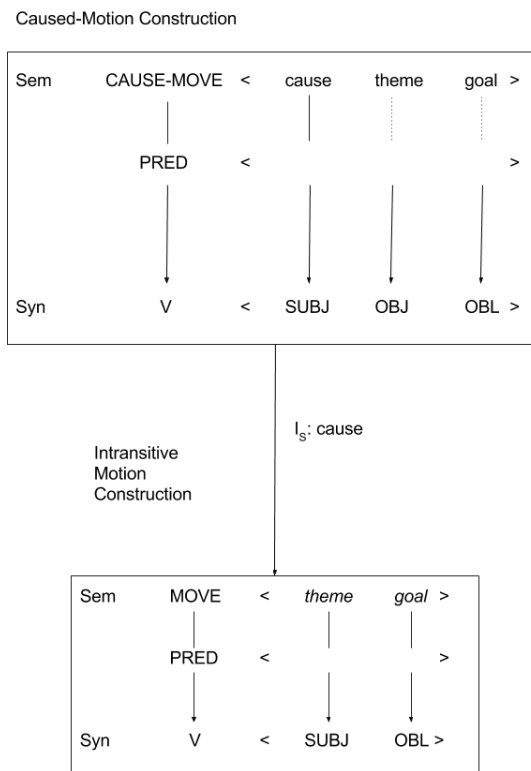 Caused-Motion Construction
Sem CAUSE-MOVE < cause theme goal >
PRED < >
Syn V < SUBJ OBJ OBL >
I_S: cause
Intransitive
Motion
Construction
Sem MOVE < theme goal >
PRED < >
Syn V < SUBJ OBL >